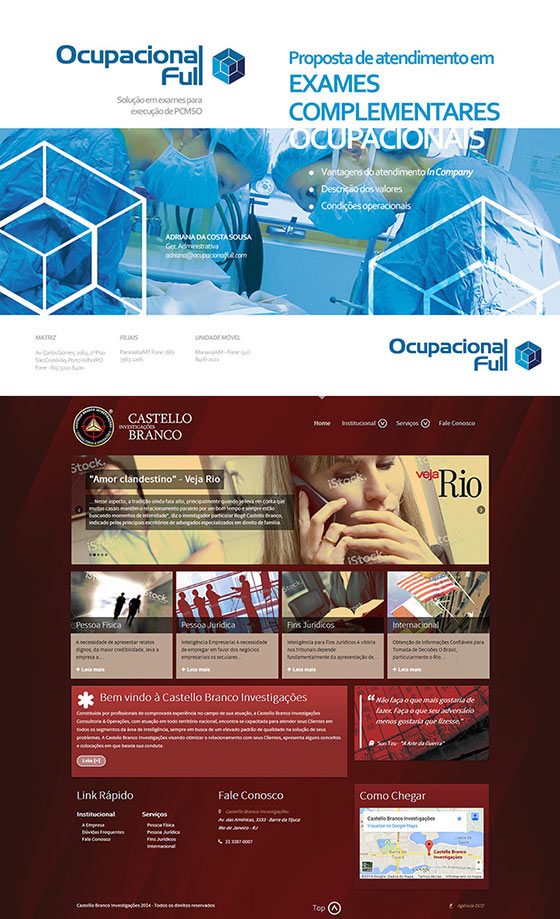 Ocupacional
Full
Solução em exames para
execução de PCMSO
Proposta de atendimento em
EXAMES
COMPLEMENTARES
OCUPACIONAIS
Vantagens do atendimento In Company
Descrição dos valores
Condições operacionais
ADRIANA DA COSTA SOUSA
Ger. Administrativa
adriana@ocupacionalfull.com
MATRIZ
Av. Carlos Gomes, 2262, 1º Piso
São Cristóvão, Porto Velho/RO
FILIAIS
Paranaíta/MT Fone (66)
3563-1206
UNIDADE MÓVEL
Manaus/AM - Fone (92)
Ocupacional
Full
CASTELLO
INVESTIGAÇÕES
BRANCO
Home Institucional Serviços Fale Conosco
"Amor clandestino" - Veja Rio
... Nesse aspecto, a tradição ainda fala alto, principalmente quando se leva em conta que
muitos casais mantêm o relacionamento paralelo por um bom tempo e sempre estão
buscando momentos de intimidade", diz o investigador particular Rogê Castelo Branco,
indicado pelos principais escritórios de advogados especializados em direito de família.
veja Rio
iStock.
iStock.
iStock.
iStock.
Pessoa Física
A necessidade de apresentar relatos
dignos, da maior credibilidade, leva a
empresa a...
+ Leia mais
Pessoa Jurídica
Inteligência Empresarial A necessidade
de empregar em favor dos negócios
empresariais os seculares...
+ Leia mais
Fins Jurídicos
Inteligência para Fins Jurídicos A vitória
nos tribunais depende
fundamentalmente da apresentação de...
+ Leia mais
Internacional
Obtenção de Informações Confiáveis para
Tomada de Decisões O Brasil,
particularmente o Rio...
+ Leia mais
Bem vindo à Castello Branco Investigações
Constituída por profissionais de comprovada experiência no campo de sua atuação, a Castello Branco Investigações
Consultoria & Operações, com atuação em todo território nacional, encontra-se capacitada para atender seus Clientes em
todos os segmentos da área de Inteligência, sempre em busca de um elevado padrão de qualidade na solução de seus
problemas. A Castelo Branco Investigações visando otimizar o relacionamento com seus Clientes, apresenta alguns conceitos
e colocações em que baseia sua conduta:
Leia [+]
"Não faça o que mais gostaria de
fazer. Faça o que seu adversário
menos gostaria que fizesse."
Sun Tzu - "A Arte da Guerra"
Link Rápido
Institucional
A Empresa
Dúvidas Frequentes
Fale Conosco
Serviços
Pessoa Física
Pessoa Jurídica
Fins Jurídicos
Internacional
Fale Conosco
Castello Branco Investigações
Av. das Américas, 3333 - Barra da Tijuca
Rio de Janeiro - RJ
21 3387-0007
Como Chegar
Castello Branco Investigações
Visualize no Google Maps
Castello Branco
Investigações
Castello Branco Investigações 2014 - Todos os direitos reservados
Top
Agência DCD